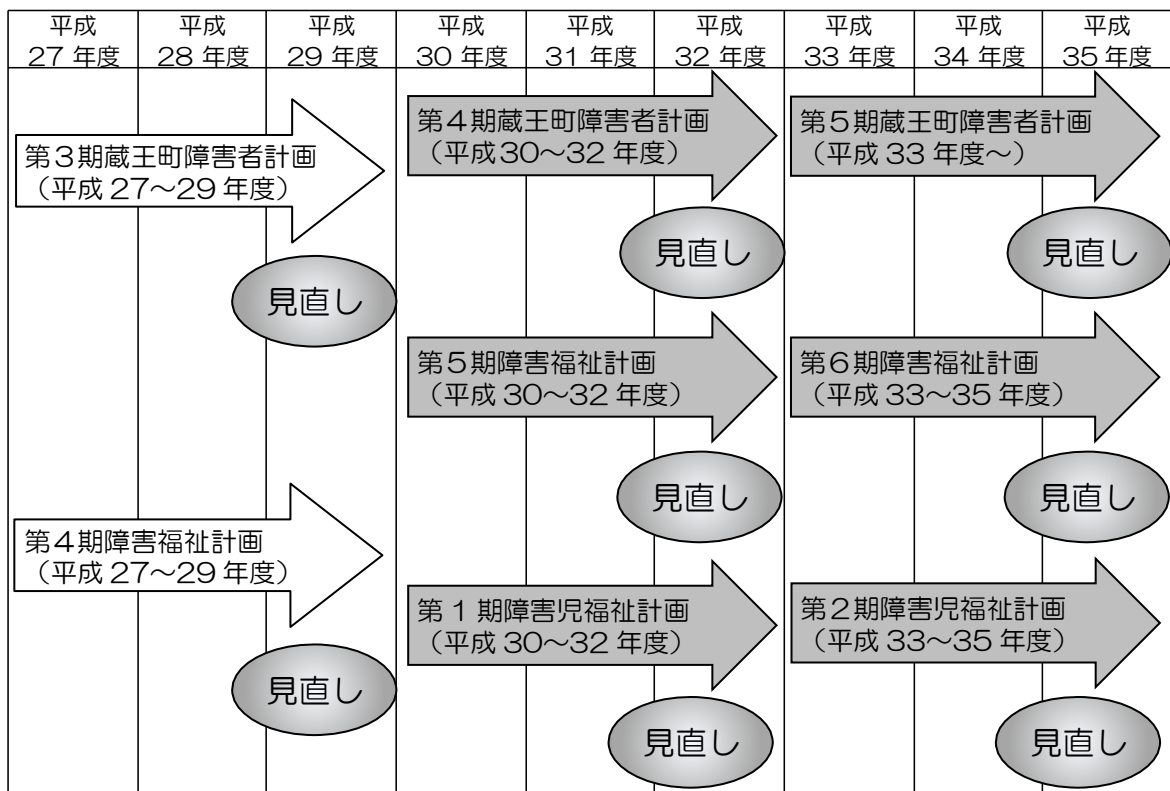 平成
27 年度
平成
28 年度
平成
29 年度
平成
30 年度
平成
31 年度
平成
32 年度
平成
33 年度
平成
34 年度
平成
35 年度
第3期蔵王町障害者計画
（平成 27～29 年度）
見直し
第4期障害福祉計画
（平成 27～29 年度）
見直し
第4期蔵王町障害者計画
（平成30～32 年度）
見直し
第5期障害福祉計画
（平成 30～32 年度）
見直し
第 1 期障害児福祉計画
（平成 30～32 年度）
見直し
第5期蔵王町障害者計画
（平成 33 年度～）
見直し
第6期障害福祉計画
（平成 33～35 年度）
見直し
第2期障害児福祉計画
（平成 33～35 年度）
見直し